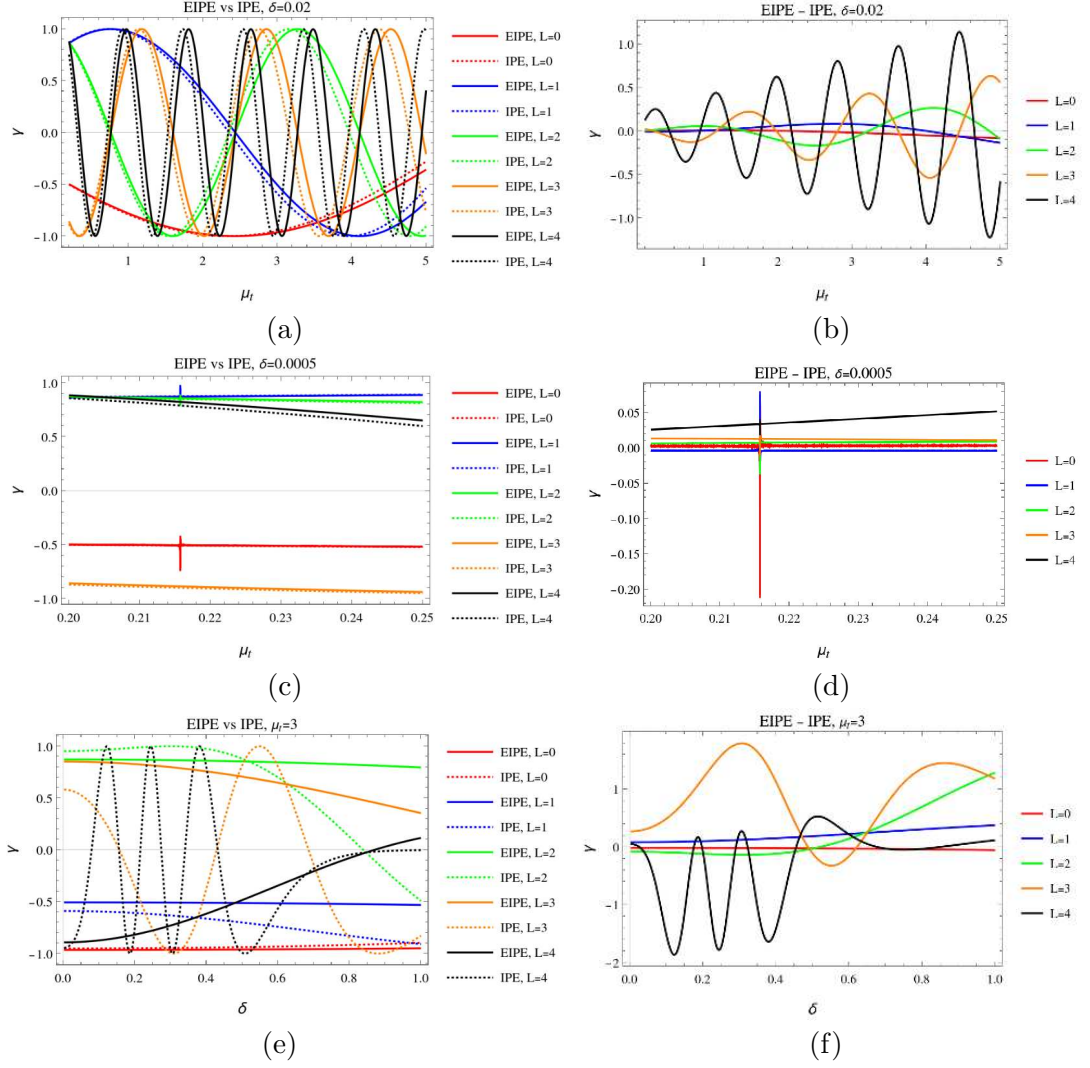 EIPE vs IPE, δ=0.02
1.0
0.5
0.0
-0.5
-1.0
γ
1 2 3 4 5
μt
EIPE, L=0
IPE, L=0
EIPE, L=1
IPE, L=1
EIPE, L=2
IPE, L=2
EIPE, L=3
IPE, L=3
EIPE, L=4
IPE, L=4
(a)
EIPE − IPE, δ=0.02
1.0
0.5
0.0
-0.5
-1.0
γ
1 2 3 4 5
μt
L=0
L=1
L=2
L=3
L=4
(b)
EIPE vs IPE, δ=0.0005
1.0
0.5
0.0
-0.5
-1.0
γ
0.20 0.21 0.22 0.23 0.24 0.25
μt
EIPE, L=0
IPE, L=0
EIPE, L=1
IPE, L=1
EIPE, L=2
IPE, L=2
EIPE, L=3
IPE, L=3
EIPE, L=4
IPE, L=4
(c)
EIPE − IPE, δ=0.0005
0.05
0.00
-0.05
-0.10
-0.15
-0.20
γ
0.20 0.21 0.22 0.23 0.24 0.25
μt
L=0
L=1
L=2
L=3
L=4
(d)
EIPE vs IPE, μt=3
1.0
0.5
0.0
-0.5
-1.0
γ
0.0 0.2 0.4 0.6 0.8 1.0
δ
EIPE, L=0
IPE, L=0
EIPE, L=1
IPE, L=1
EIPE, L=2
IPE, L=2
EIPE, L=3
IPE, L=3
EIPE, L=4
IPE, L=4
(e)
EIPE − IPE, μt=3
2
1
0
-1
-2
γ
0.0 0.2 0.4 0.6 0.8 1.0
δ
L=0
L=1
L=2
L=3
L=4
(f)